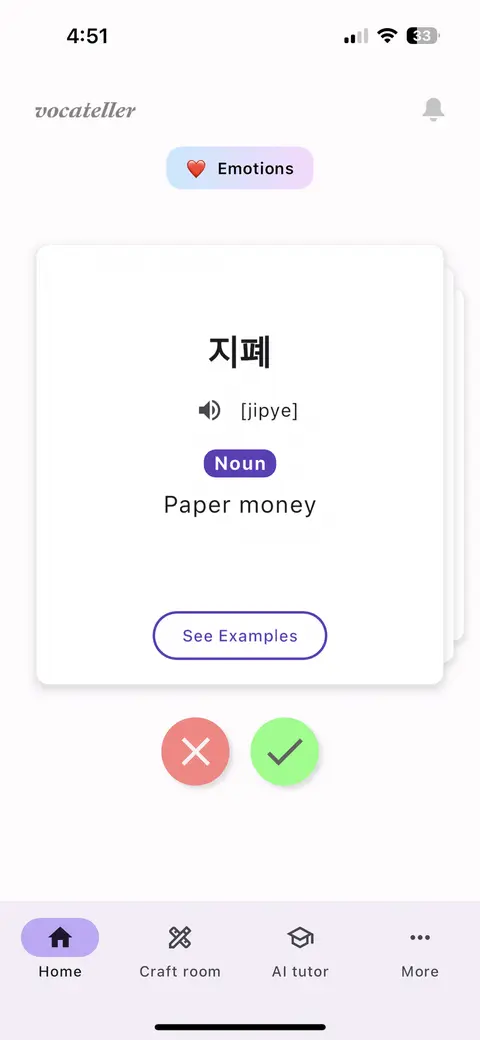 4:51
33
vocateller
Emotions
지폐
[jipye]
Noun
Paper money
See Examples
Home
Craft room
AI tutor
More